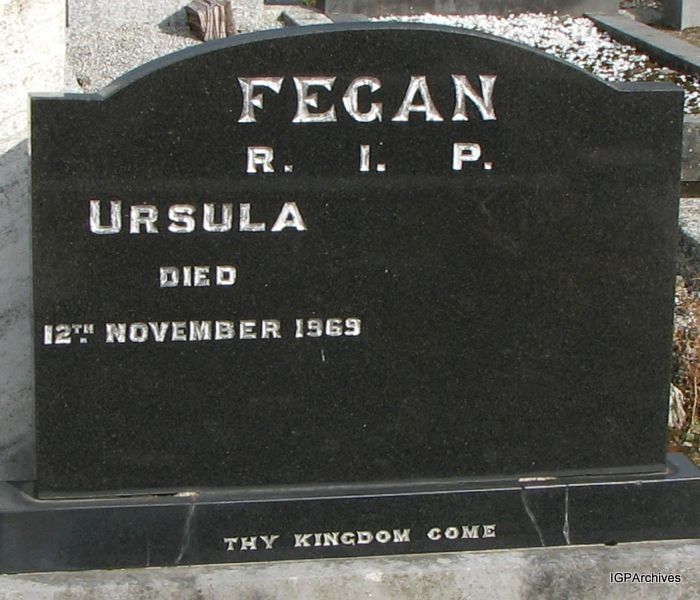 FEGAN
R. I. P.
URSULA
DIED
12TH. NOVEMBER 1969
THY KINGDOM COME
IGPArchives